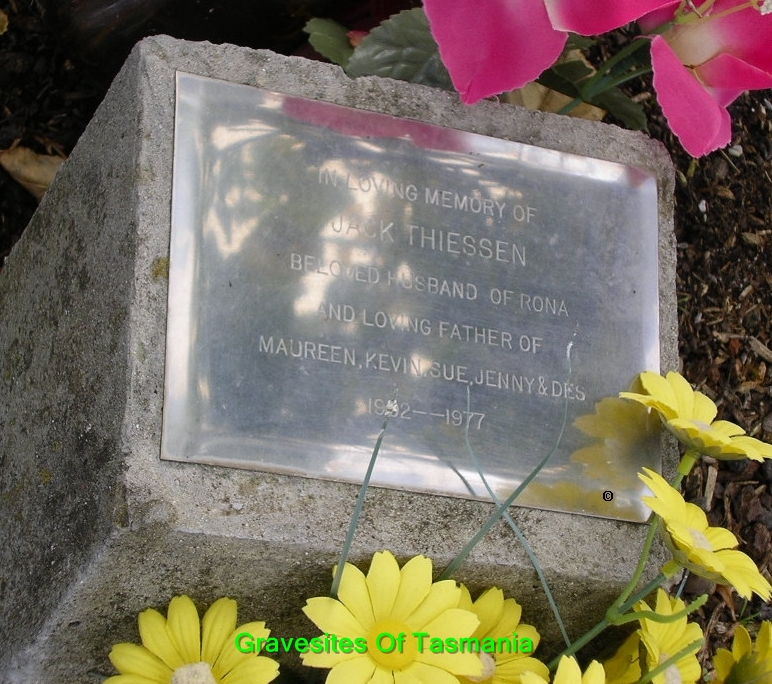 IN LOVING MEMORY OF
JACK THIESSEN
BELOVED HUSBAND OF RONA
AND LOVING FATHER OF
MAUREEN, KEVIN, SUE, JENNY & DES
1932--1977
©
Gravesites Of Tasmania